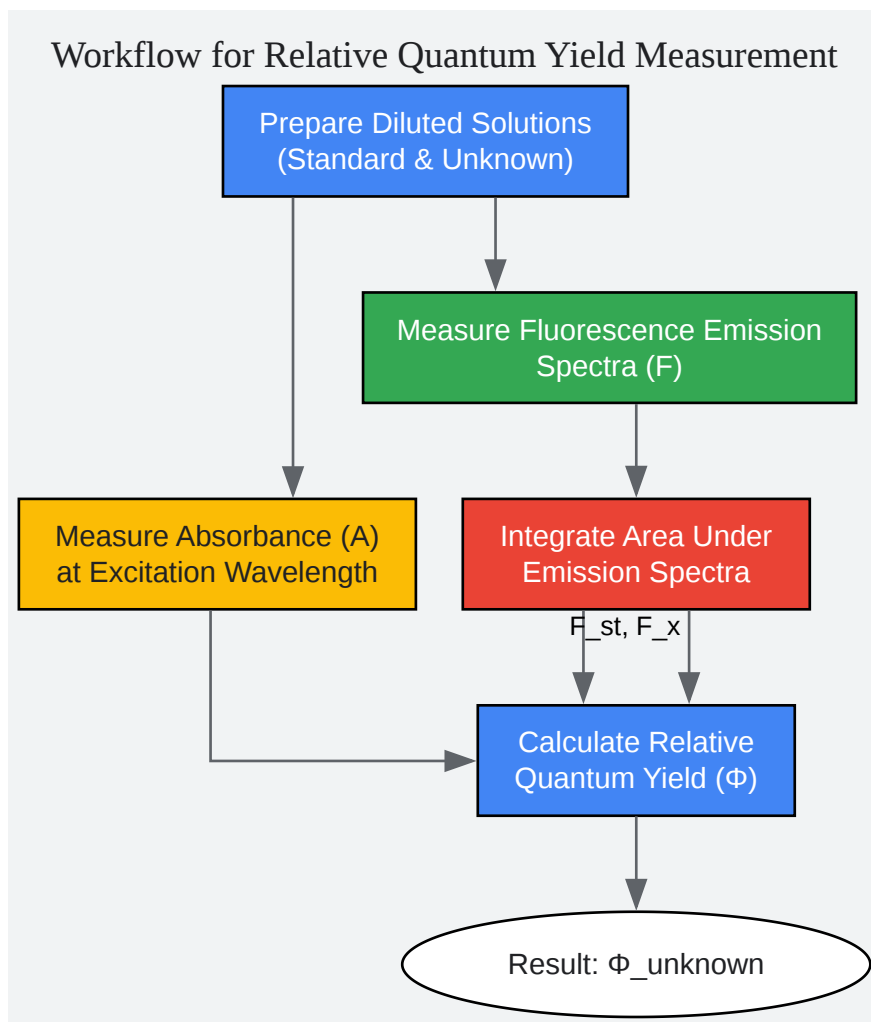 Workflow for Relative Quantum Yield Measurement
Prepare Diluted Solutions
(Standard & Unknown)
Measure Fluorescence Emission
Spectra (F)
Measure Absorbance (A)
at Excitation Wavelength
Integrate Area Under
Emission Spectra
F_st, F_x
Calculate Relative
Quantum Yield (Φ)
Result: Φ_unknown